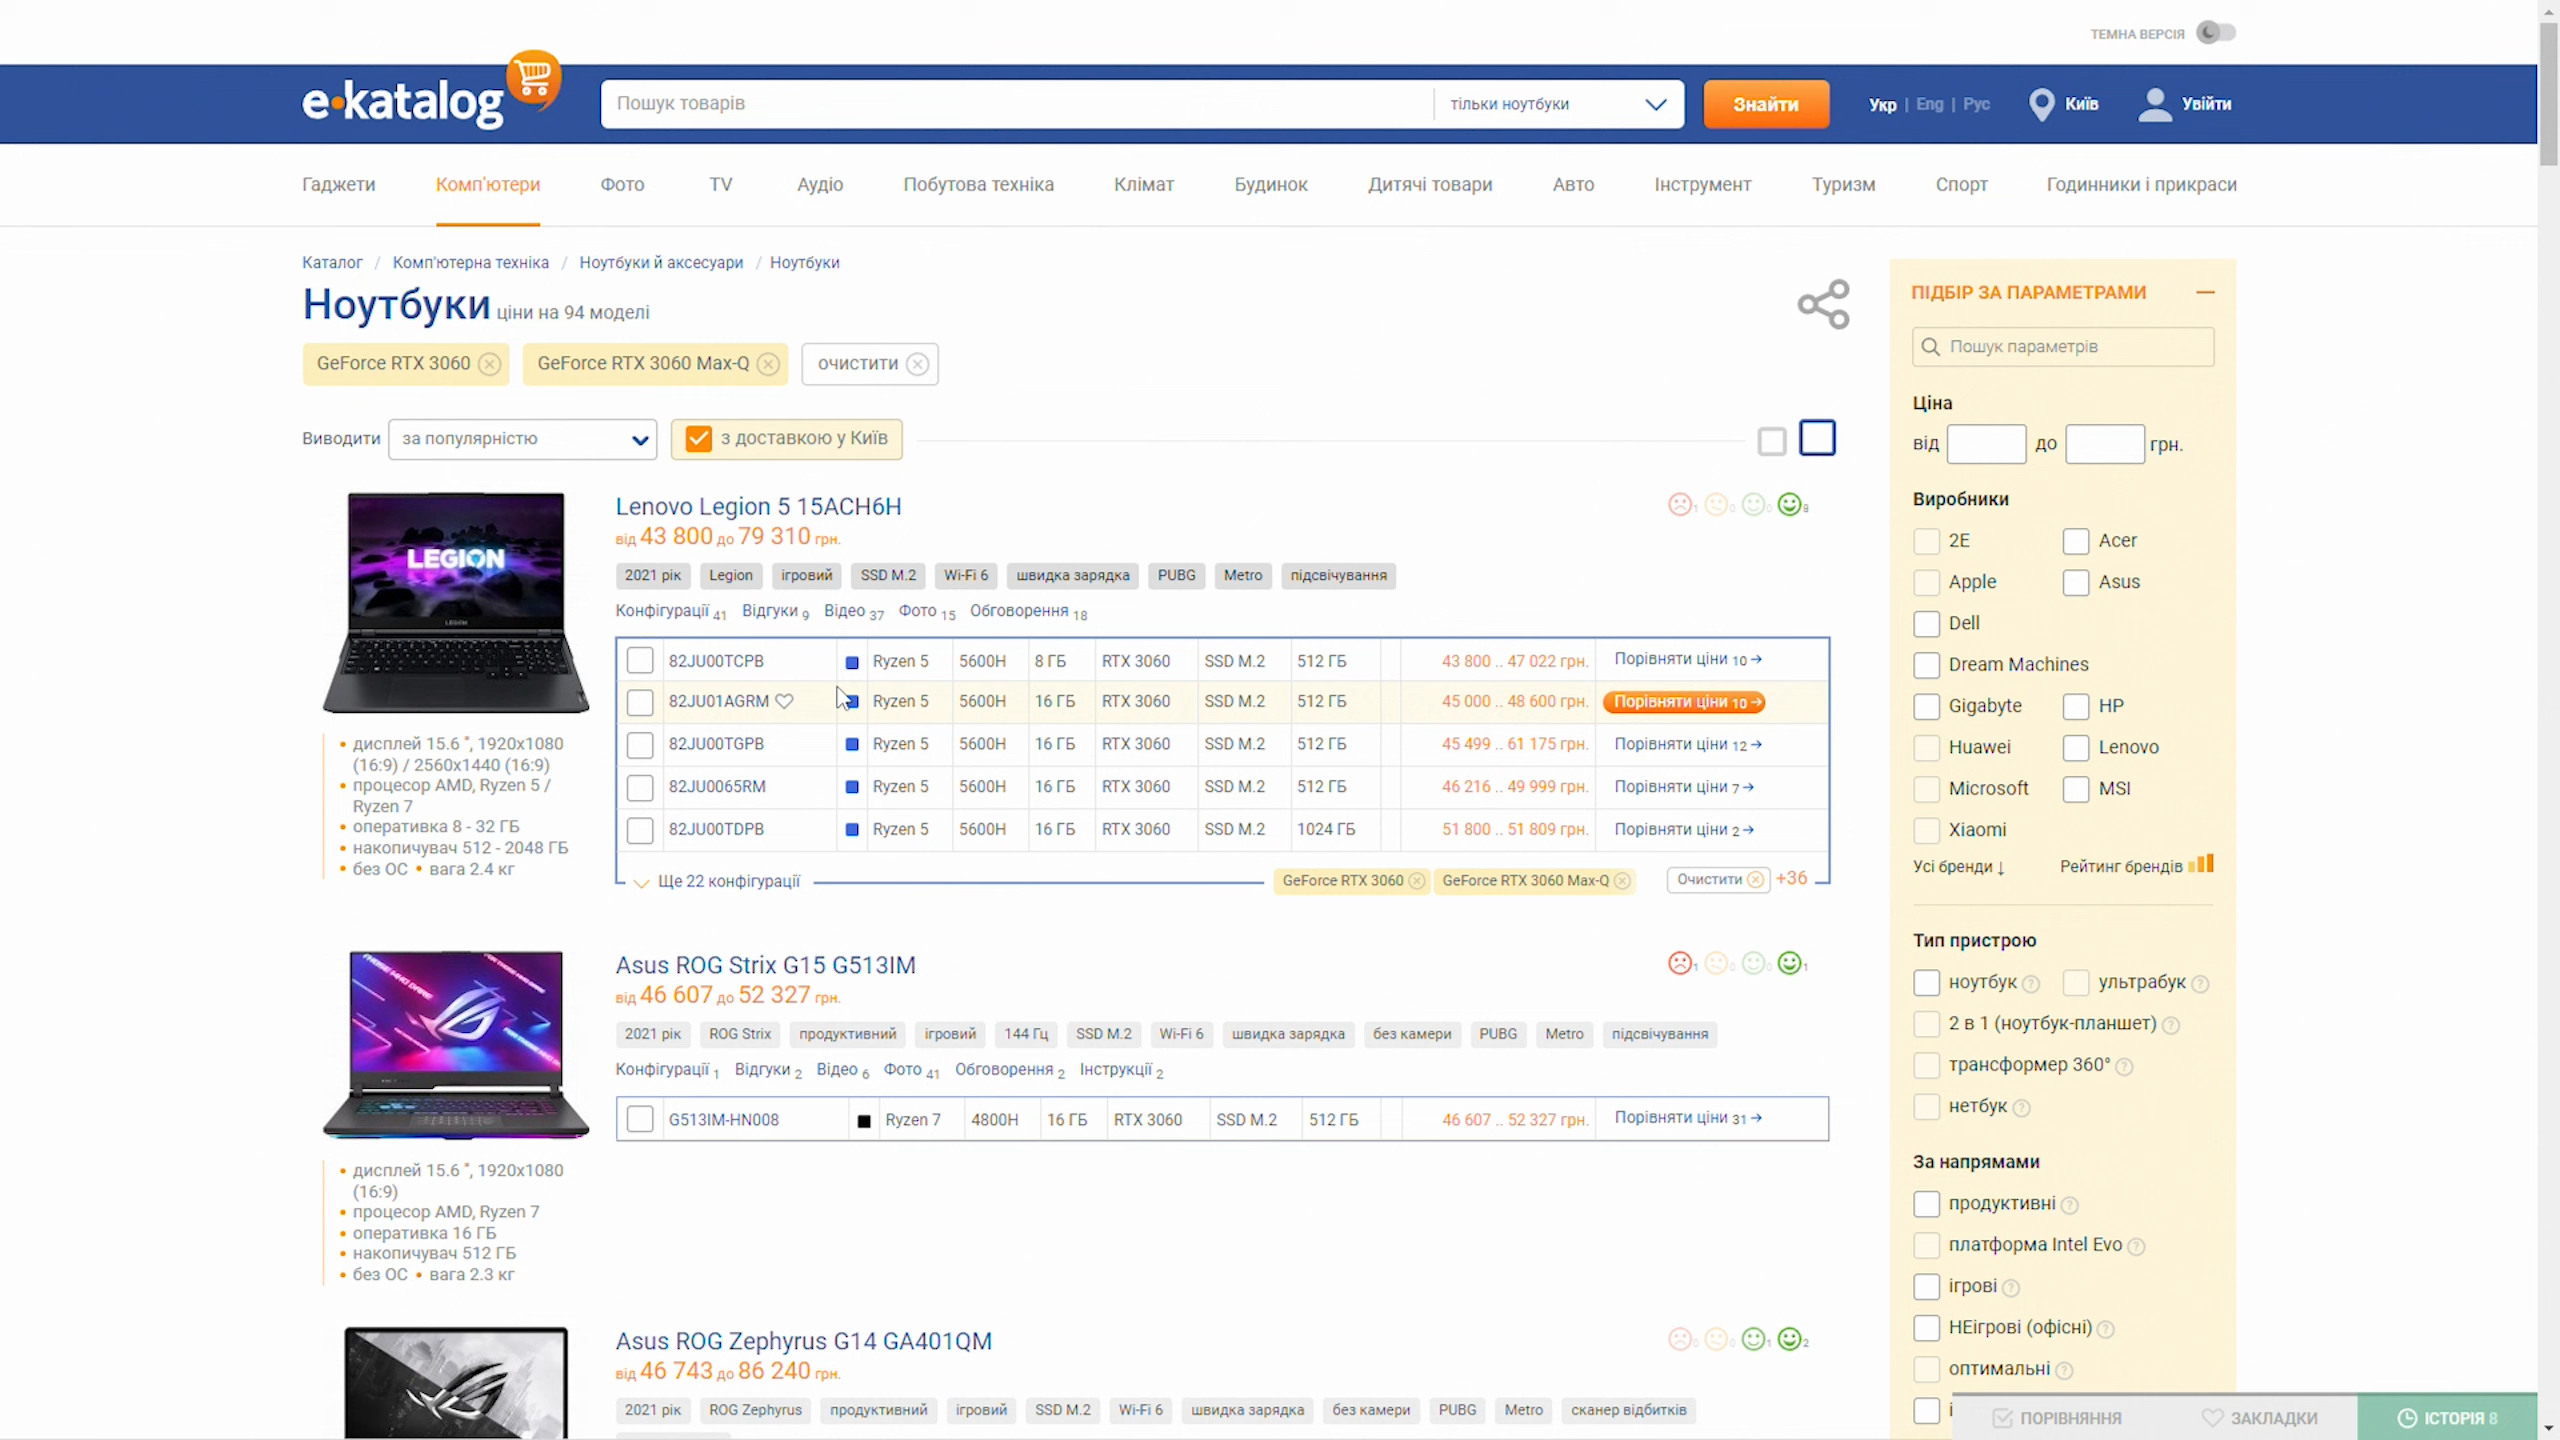 ТЕМНА ВЕРСІЯ
e·katalog
Пошук товарів
тільки ноутбуки
Знайти
Укр | Eng | Рус
Київ
Увійти
Гаджети Комп'ютери Фото TV Аудіо Побутова техніка Клімат Будинок Дитячі товари Авто Інструмент Туризм Спорт Годинники і прикраси
Каталог / Комп'ютерна техніка / Ноутбуки й аксесуари / Ноутбуки
Ноутбуки ціни на 94 моделі
GeForce RTX 3060
GeForce RTX 3060 Max-Q
очистити
Виводити за популярністю
з доставкою у Київ
LEGION
LEGION
дисплей 15.6 ", 1920x1080
(16:9) / 2560x1440 (16:9)
процесор AMD, Ryzen 5 /
Ryzen 7
оперативка 8 - 32 ГБ
накопичувач 512 - 2048 ГБ
без ОС • вага 2.4 кг
Lenovo Legion 5 15ACH6H
1 0 0 8
від 43 800 до 79 310 грн.
2021 рік Legion ігровий SSD M.2 Wi-Fi 6 швидка зарядка PUBG Metro підсвічування
Конфігурації 41 Відгуки 9 Відео 37 Фото 15 Обговорення 18
82JU00TCPB Ryzen 5 5600H 8 ГБ RTX 3060 SSD M.2 512 ГБ 43 800 .. 47 022 грн. Порівняти ціни 10→
82JU01AGRM Ryzen 5 5600H 16 ГБ RTX 3060 SSD M.2 512 ГБ 45 000 .. 48 600 грн. Порівняти ціни 10→
82JU00TGPB Ryzen 5 5600H 16 ГБ RTX 3060 SSD M.2 512 ГБ 45 499 .. 61 175 грн. Порівняти ціни 12→
82JU0065RM Ryzen 5 5600H 16 ГБ RTX 3060 SSD M.2 512 ГБ 46 216 .. 49 999 грн. Порівняти ціни 7→
82JU00TDPB Ryzen 5 5600H 16 ГБ RTX 3060 SSD M.2 1024 ГБ 51 800 .. 51 809 грн. Порівняти ціни 2→
Ще 22 конфігурації
GeForce RTX 3060
GeForce RTX 3060 Max-Q
Очистити
+36
дисплей 15.6 ", 1920x1080
(16:9)
процесор AMD, Ryzen 7
оперативка 16 ГБ
накопичувач 512 ГБ
без ОС • вага 2.3 кг
Asus ROG Strix G15 G513IM
1 0 0 1
від 46 607 до 52 327 грн.
2021 рік ROG Strix продуктивний ігровий 144 Гц SSD M.2 Wi-Fi 6 швидка зарядка без камери PUBG Metro підсвічування
Конфігурації 1 Відгуки 2 Відео 6 Фото 41 Обговорення 2 Інструкції 2
G513IM-HN008 Ryzen 7 4800H 16 ГБ RTX 3060 SSD M.2 512 ГБ 46 607 .. 52 327 грн. Порівняти ціни 31→
Asus ROG Zephyrus G14 GA401QM
0 0 1 2
від 46 743 до 86 240 грн.
2021 рік ROG Zephyrus продуктивний ігровий SSD M.2 Wi-Fi 6 швидка зарядка без камери PUBG Metro сканер відбитків
ПІДБІР ЗА ПАРАМЕТРАМИ
Пошук параметрів
Ціна
від до грн.
Виробники
2E Acer
Apple Asus
Dell
Dream Machines
Gigabyte HP
Huawei Lenovo
Microsoft MSI
Xiaomi
Усі бренди ↓ Рейтинг брендів
Тип пристрою
ноутбук ? ультрабук ?
2 в 1 (ноутбук-планшет) ?
трансформер 360° ?
нетбук ?
За напрямами
продуктивні ?
платформа Intel Evo ?
ігрові ?
НЕігрові (офісні) ?
оптимальні ?
ПОРІВНЯННЯ
ЗАКЛАДКИ
ІСТОРІЯ 8